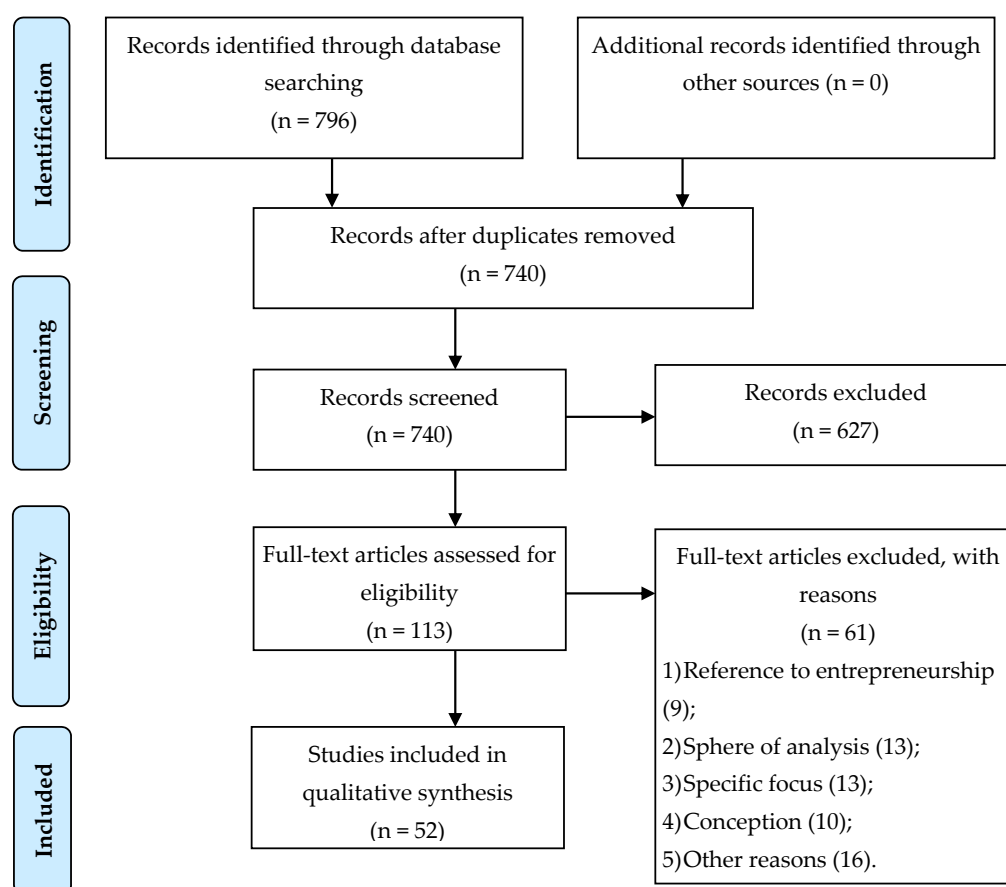 Identification
Records identified through database
searching
(n = 796)
Additional records identified through
other sources (n = 0)
Records after duplicates removed
(n = 740)
Screening
Records screened
(n = 740)
Records excluded
(n = 627)
Eligibility
Full-text articles assessed for
eligibility
(n = 113)
Full-text articles excluded, with
reasons
(n = 61)
1)Reference to entrepreneurship
(9);
2)Sphere of analysis (13);
3)Specific focus (13);
4)Conception (10);
5)Other reasons (16).
Included
Studies included in
qualitative synthesis
(n = 52)